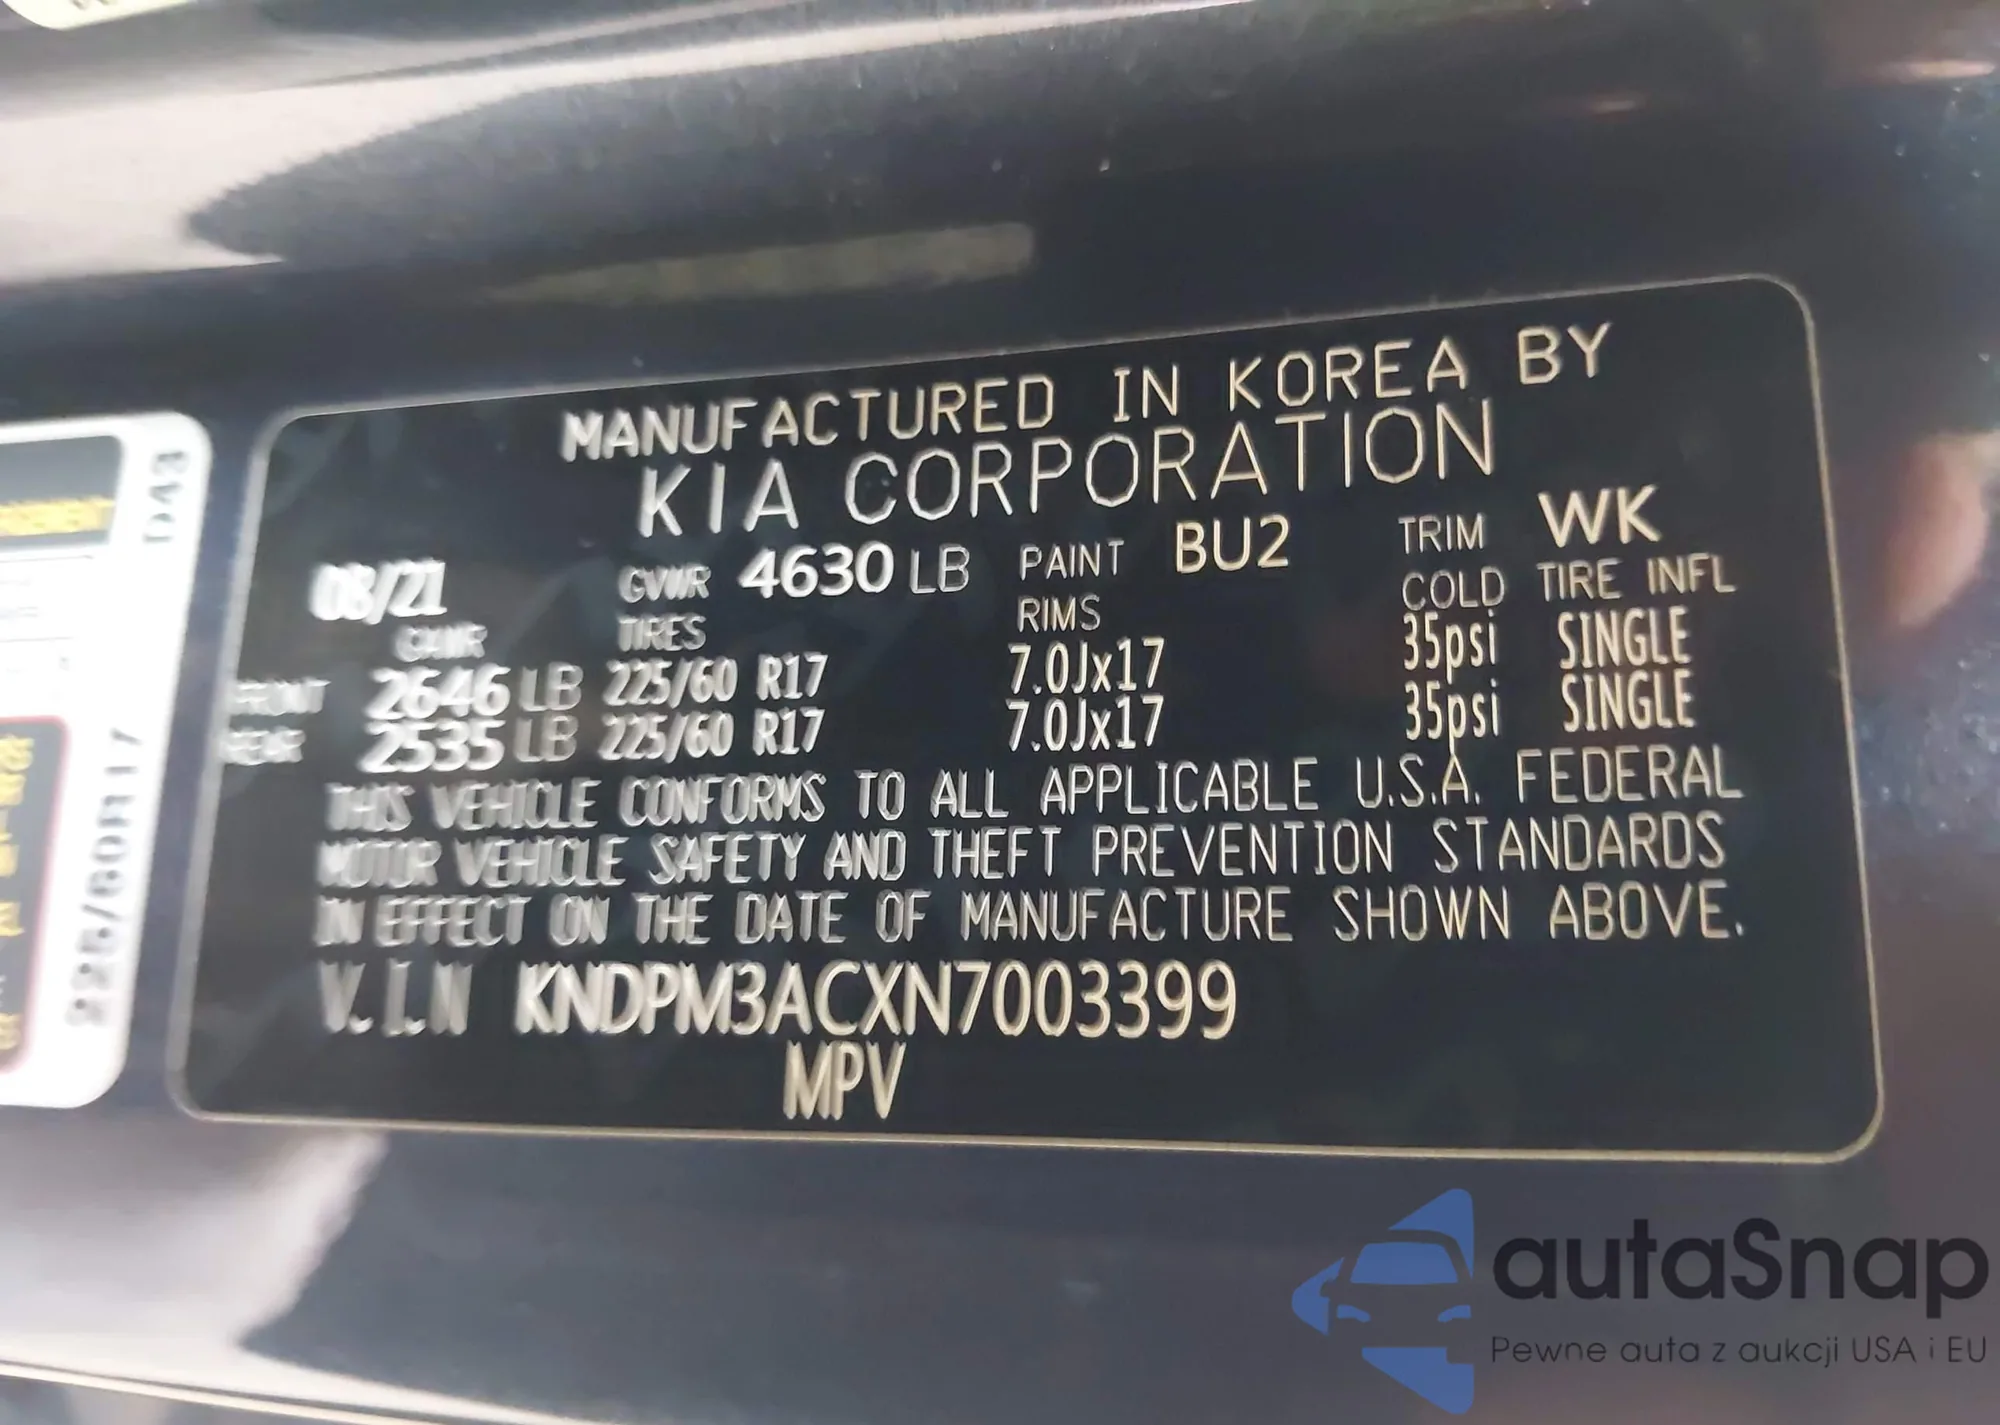 MANUFACTURED IN KOREA BY
KIA CORPORATION
08/21 GVWR 4630 LB PAINT BU2 TRIM WK
GAWR TIRES RIMS COLD TIRE INFL
FRONT 2646 LB 225/60 R17 7.0Jx17 35psi SINGLE
REAR 2535 LB 225/60 R17 7.0Jx17 35psi SINGLE
THIS VEHICLE CONFORMS TO ALL APPLICABLE U.S.A. FEDERAL
MOTOR VEHICLE SAFETY AND THEFT PREVENTION STANDARDS
IN EFFECT ON THE DATE OF MANUFACTURE SHOWN ABOVE.
V.I.N KNDPM3ACXN7003399
MPV
D43
225/60R17
autaSnap
Pewne auta z aukcji USA i EU